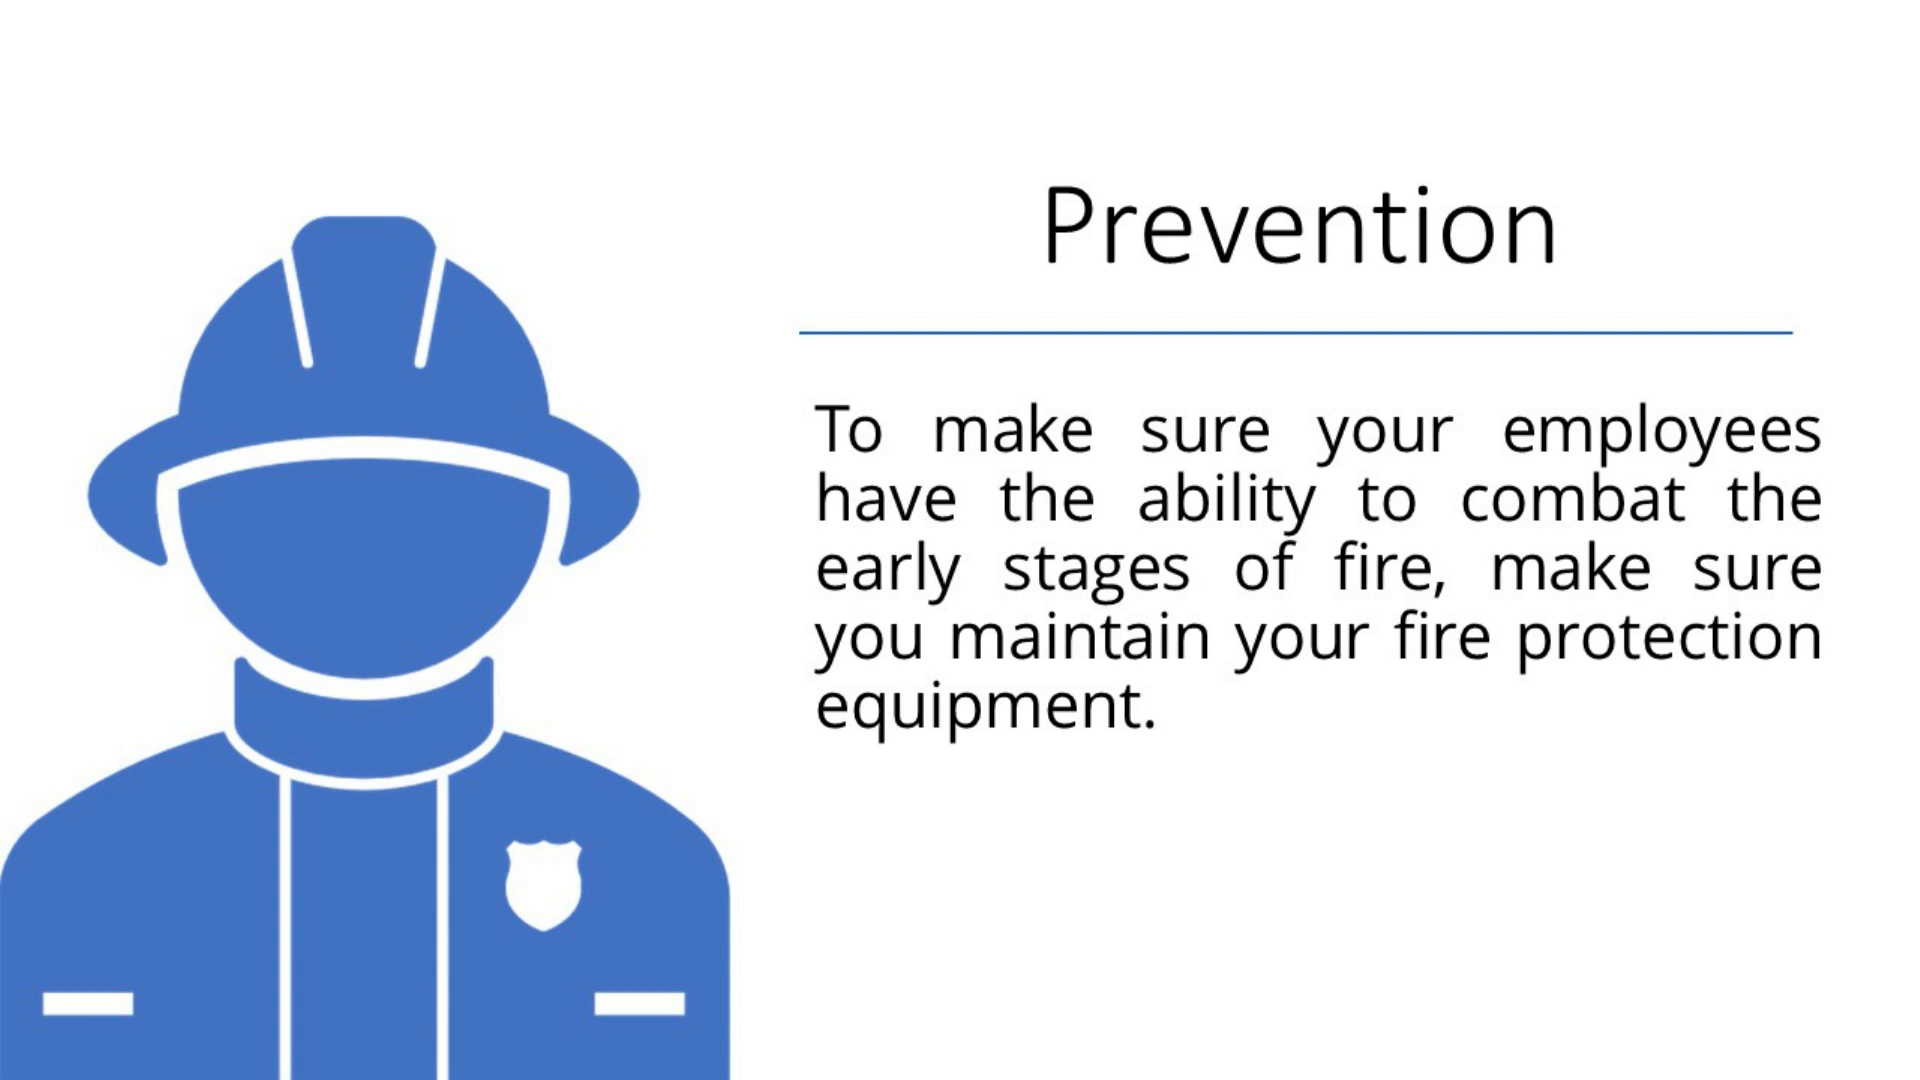 Prevention
To make sure your employees
have the ability to combat the
early stages of fire, make sure
you maintain your fire protection
equipment.